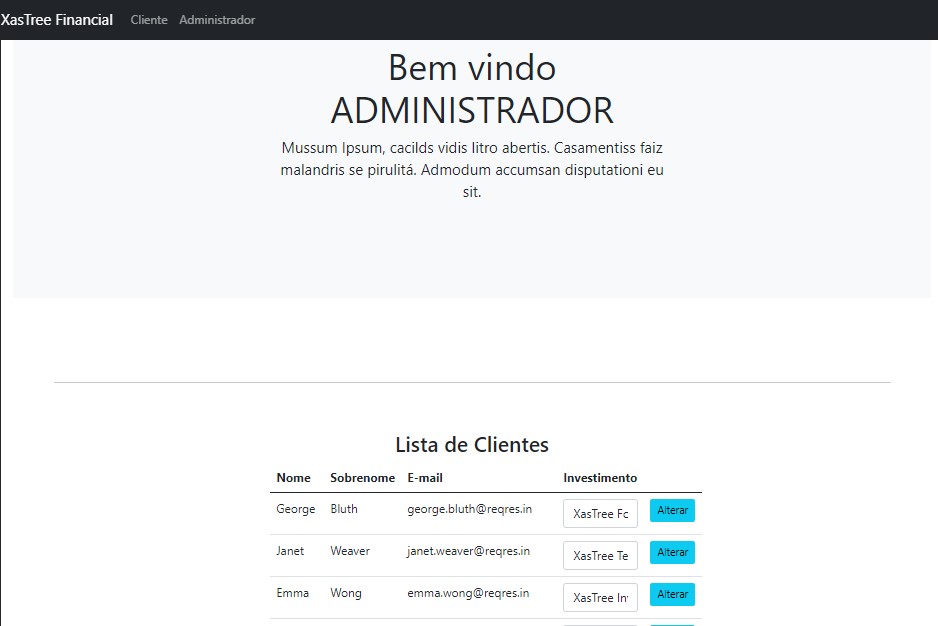 XasTree Financial Cliente Administrador
Bem vindo
ADMINISTRADOR
Mussum Ipsum, cacilds vidis litro abertis. Casamentiss faiz
malandris se pirulitá. Admodum accumsan disputationi eu
sit.
Lista de Clientes
Nome Sobrenome E-mail Investimento
George Bluth george.bluth@reqres.in XasTree Fc Alterar
Janet Weaver janet.weaver@reqres.in XasTree Te Alterar
Emma Wong emma.wong@reqres.in XasTree In Alterar